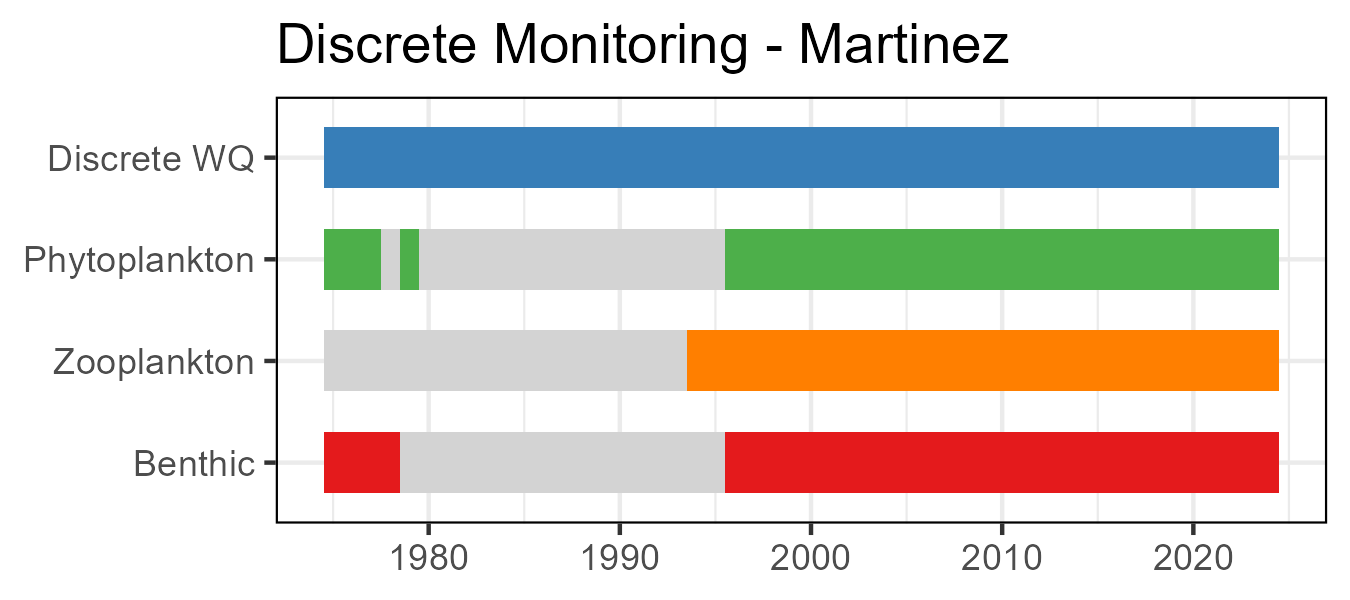 Discrete Monitoring - Martinez
Discrete WQ
Phytoplankton
Zooplankton
Benthic
1980 1990 2000 2010 2020